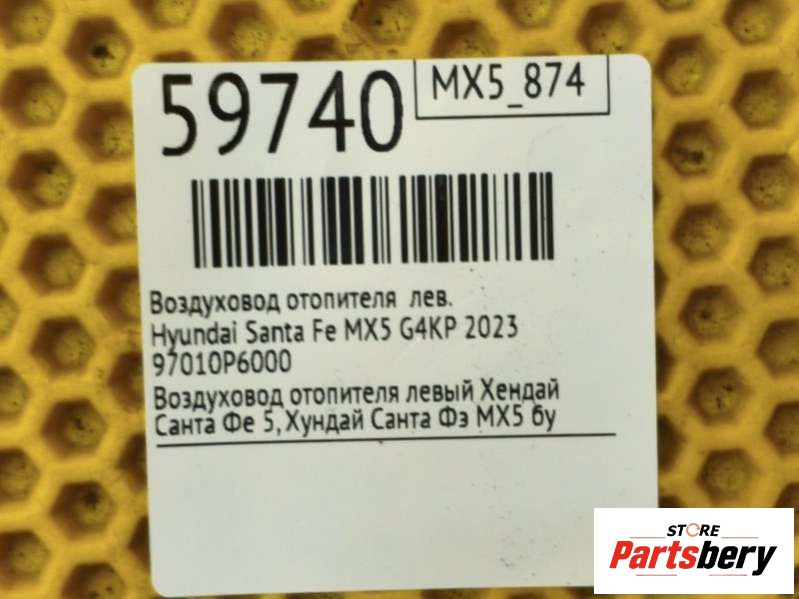 59740
MX5_874
Воздуховод отопителя лев.
Hyundai Santa Fe MX5 G4KP 2023
97010P6000
Воздуховод отопителя левый Хендай
Санта Фе 5, Хундай Санта Фэ MX5 бу
STORE
Partsbery